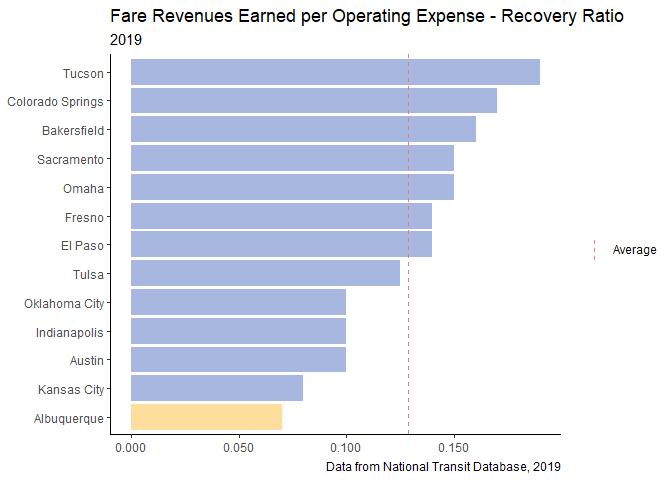 Fare Revenues Earned per Operating Expense - Recovery Ratio
2019
Tucson
Colorado Springs
Bakersfield
Sacramento
Omaha
Fresno
El Paso
Tulsa
Oklahoma City
Indianapolis
Austin
Kansas City
Albuquerque
0.000 0.050 0.100 0.150
Data from National Transit Database, 2019
Average